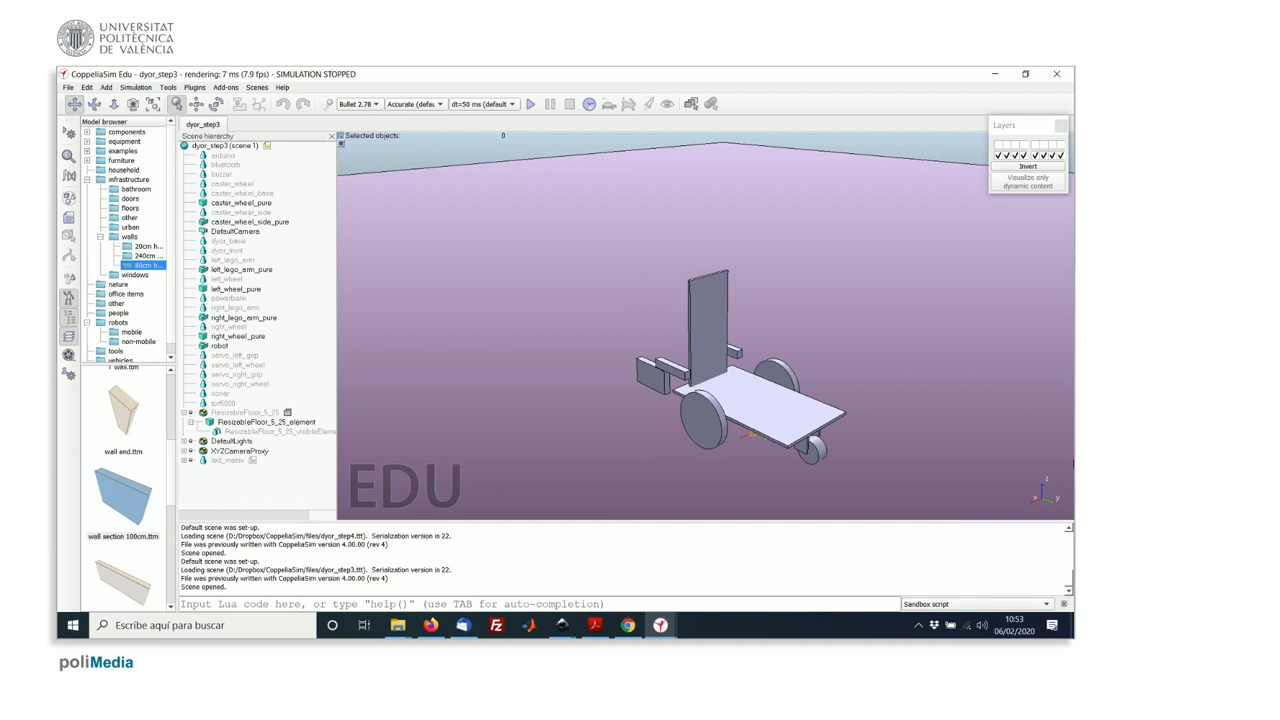 UNIVERSITAT
POLITÈCNICA
DE VALÈNCIA
CoppeliaSim Edu - dyor_step3 - rendering: 7 ms (7.9 fps) - SIMULATION STOPPED
File Edit Add Simulation Tools Plugins Add-ons Scenes Help
Bullet 2.78 Accurate (defau dt=50 ms (default
Model browser
components
equipment
examples
furniture
household
infrastructure
bathroom
doors
floors
other
urban
walls
20cm h...
240cm ...
80cm h...
windows
nature
office items
other
people
robots
mobile
non-mobile
tools
vehicles
wall end.ttm
wall section 100cm.ttm
dyor_step3
Scene hierarchy
dyor_step3 (scene 1)
arduino
bluetooth
buzzer
caster_wheel
caster_wheel_base
caster_wheel_pure
caster_wheel_side
caster_wheel_side_pure
DefaultCamera
dyor_base
dyor_front
left_lego_arm
left_lego_arm_pure
left_wheel
left_wheel_pure
powerbank
right_lego_arm
right_lego_arm_pure
right_wheel
right_wheel_pure
robot
servo_left_grip
servo_left_wheel
servo_right_grip
servo_right_wheel
sonar
tcrt5000
ResizableFloor_5_25
ResizableFloor_5_25_element
ResizableFloor_5_25_visibleEleme
DefaultLights
XYZCameraProxy
led_matrix
Selected objects: 0
Layers
Invert
Visualize only
dynamic content
EDU
z
x y
Default scene was set-up.
Loading scene (D:/Dropbox/CoppeliaSim/files/dyor_step4.ttt). Serialization version is 22.
File was previously written with CoppeliaSim version 4.00.00 (rev 4)
Scene opened.
Default scene was set-up.
Loading scene (D:/Dropbox/CoppeliaSim/files/dyor_step3.ttt). Serialization version is 22.
File was previously written with CoppeliaSim version 4.00.00 (rev 4)
Scene opened.
Input Lua code here, or type "help()" (use TAB for auto-completion)
Sandbox script
Escribe aquí para buscar
10:53
06/02/2020
poliMedia